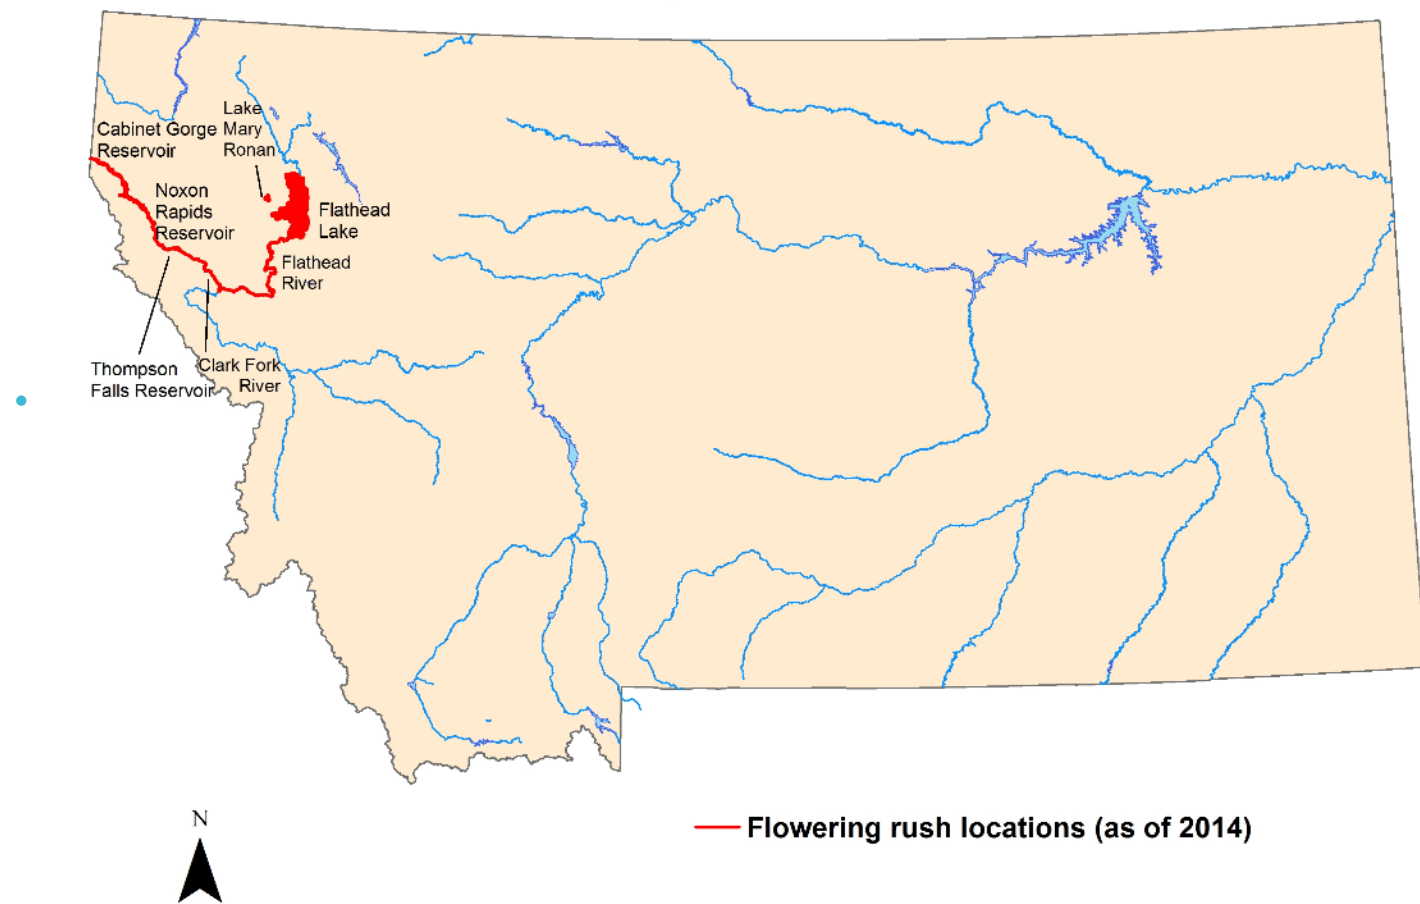 Lake
Mary
Ronan
Cabinet Gorge
Reservoir
Noxon
Rapids
Reservoir
Flathead
Lake
Flathead
River
Thompson
Falls Reservoir
Clark Fork
River
N
Flowering rush locations (as of 2014)